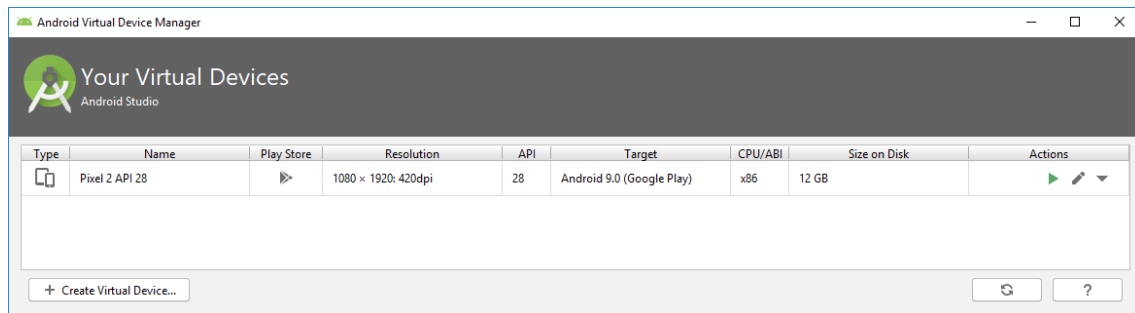 Android Virtual Device Manager
Your Virtual Devices
Android Studio
Type Name Play Store Resolution API Target CPU/ABI Size on Disk Actions
Pixel 2 API 28 1080 × 1920: 420dpi 28 Android 9.0 (Google Play) x86 12 GB
+ Create Virtual Device... ?